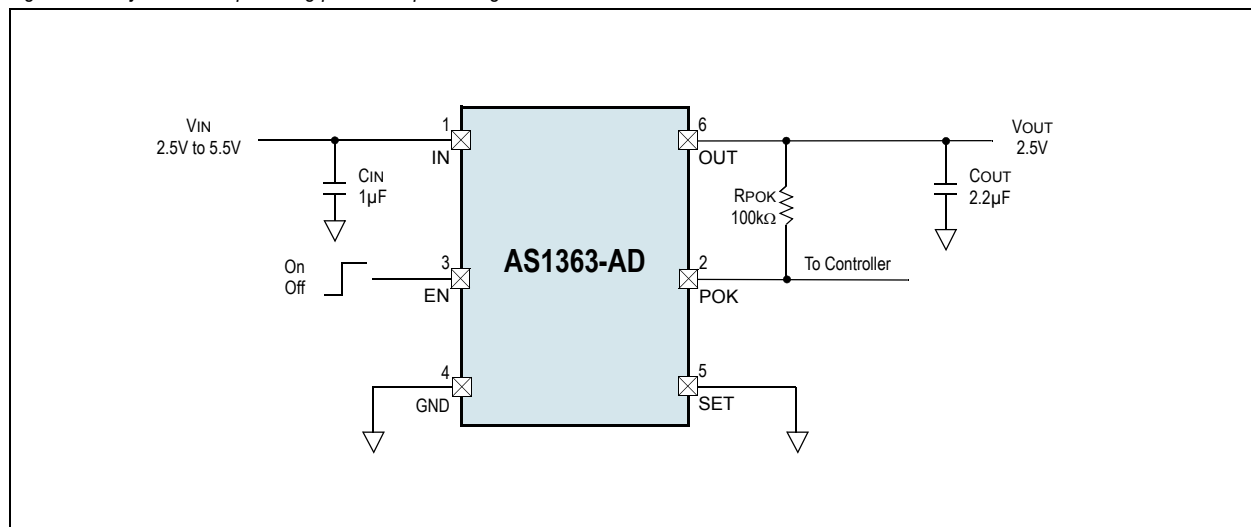 VIN
2.5V to 5.5V
CIN
1µF
On
Off
1
IN
3
EN
4
GND
AS1363-AD
6
OUT
2
POK
5
SET
RPOK
100kΩ
To Controller
VOUT
2.5V
COUT
2.2µF